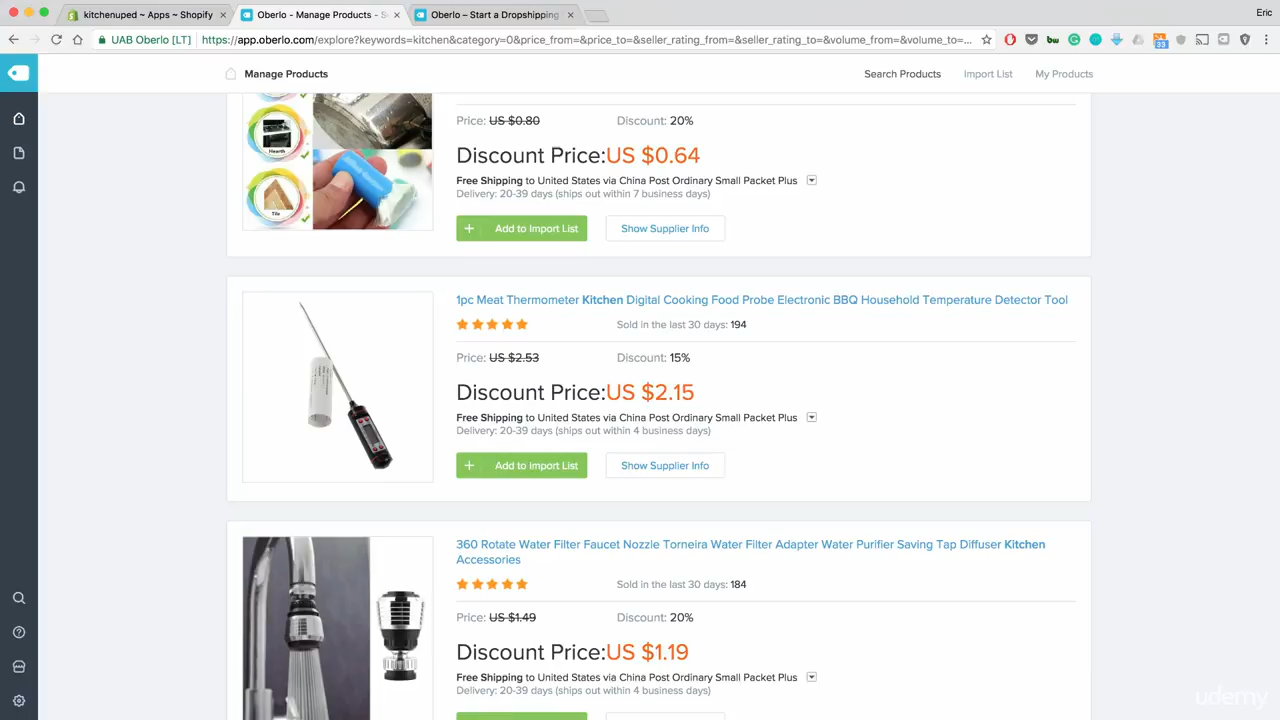 kitchenuped ~ Apps ~ Shopify
Oberlo - Manage Products - S
Oberlo – Start a Dropshipping
Eric
UAB Oberlo [LT]
https://app.oberlo.com/explore?keywords=kitchen&category=0&price_from=&price_to=&seller_rating_from=&seller_rating_to=&volume_from=&volume_to=...
33
Manage Products
Search Products
Import List
My Products
Hearth
Tile
Price: US $0.80
Discount: 20%
Discount Price:US $0.64
Free Shipping to United States via China Post Ordinary Small Packet Plus
Delivery: 20-39 days (ships out within 7 business days)
+ Add to Import List
Show Supplier Info
1pc Meat Thermometer Kitchen Digital Cooking Food Probe Electronic BBQ Household Temperature Detector Tool
Sold in the last 30 days: 194
Price: US $2.53
Discount: 15%
Discount Price:US $2.15
Free Shipping to United States via China Post Ordinary Small Packet Plus
Delivery: 20-39 days (ships out within 4 business days)
+ Add to Import List
Show Supplier Info
360 Rotate Water Filter Faucet Nozzle Torneira Water Filter Adapter Water Purifier Saving Tap Diffuser Kitchen
Accessories
Sold in the last 30 days: 184
Price: US $1.49
Discount: 20%
Discount Price:US $1.19
Free Shipping to United States via China Post Ordinary Small Packet Plus
Delivery: 20-39 days (ships out within 4 business days)
udemy